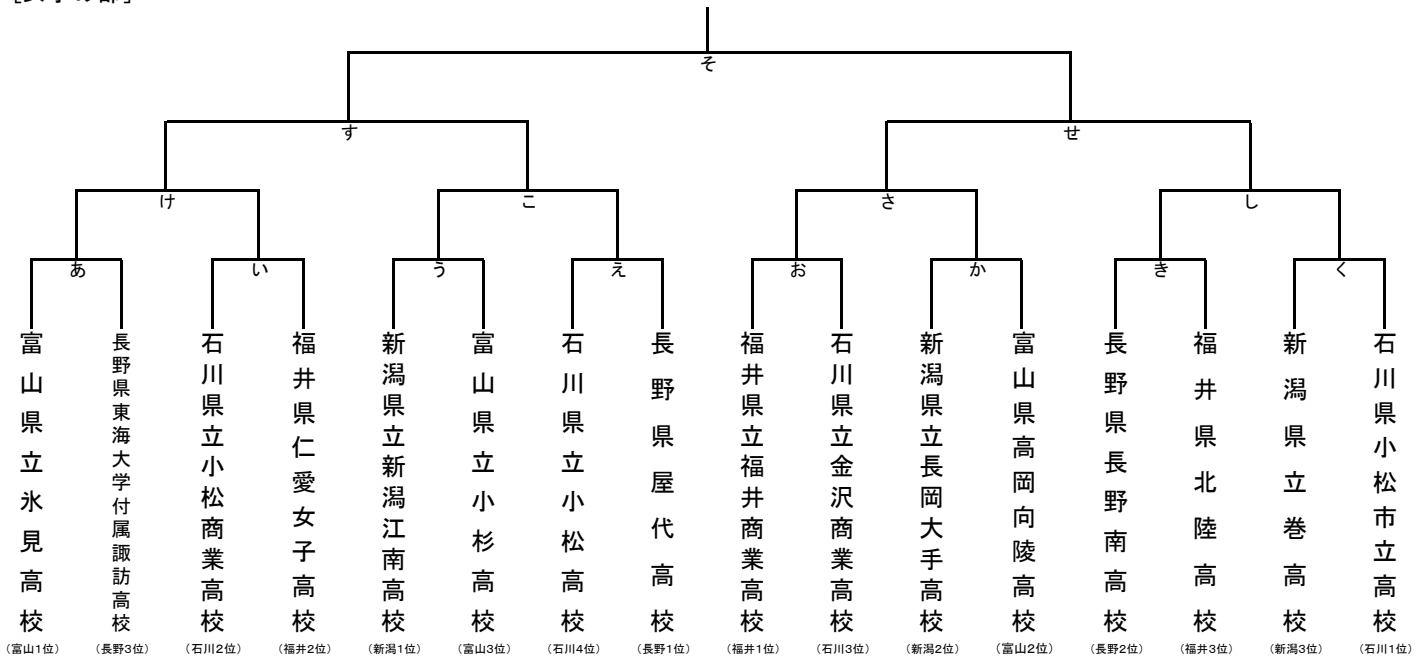 そ
す
せ
け
こ
さ
し
あ
い
う
え
お
か
き
く
富山県立氷見高校
長野県東海大学付属諏訪高校
石川県立小松商業高校
福井県仁愛女子高校
新潟県立新潟江南高校
富山県立小杉高校
石川県立小松高校
長野県屋代高校
福井県立福井商業高校
石川県立金沢商業高校
新潟県立長岡大手高校
富山県高岡向陵高校
長野県長野南高校
福井県北陸高校
新潟県立巻高校
石川県小松市立高校
（富山1位）
（長野3位）
（石川2位）
（福井2位）
（新潟1位）
（富山3位）
（石川4位）
（長野1位）
（福井1位）
（石川3位）
（新潟2位）
（富山2位）
（長野2位）
（福井3位）
（新潟3位）
（石川1位）